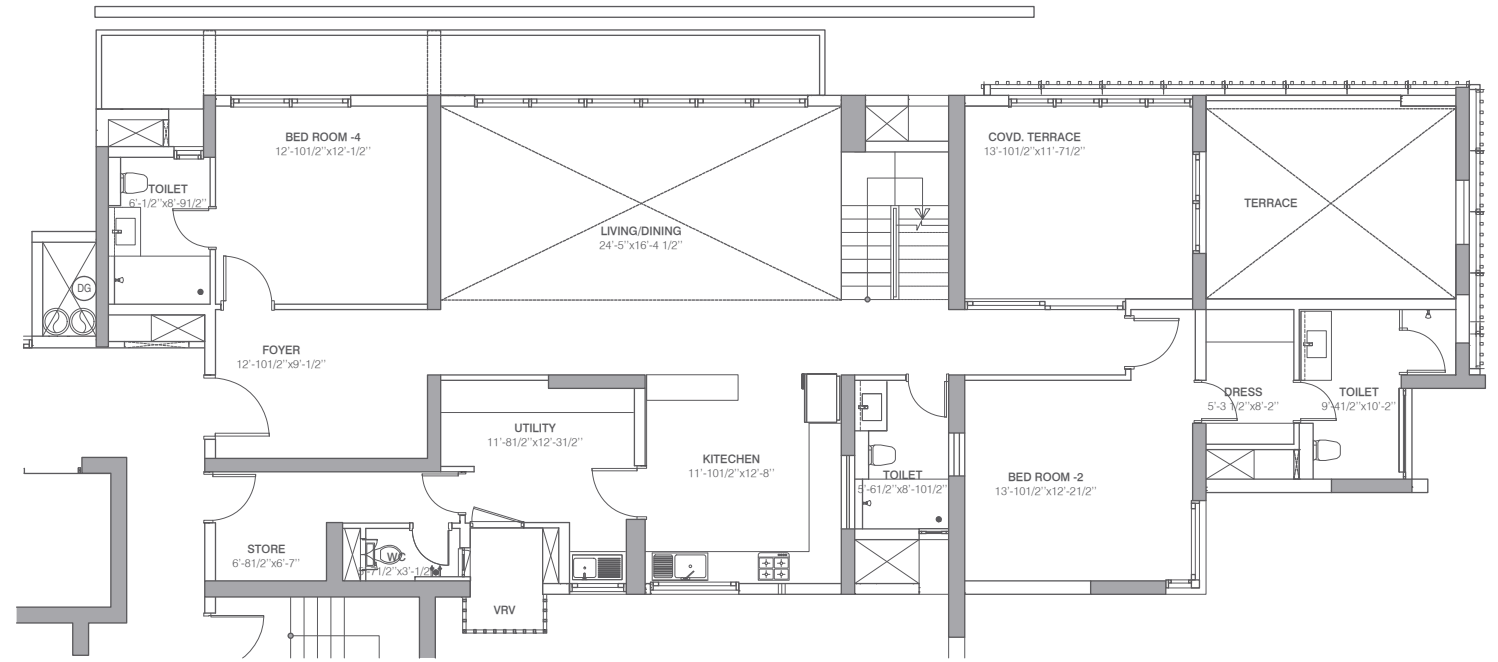 BED ROOM -4
12'-101/2"x12'-1/2"
COVD. TERRACE
13'-101/2"x11'-71/2"
TOILET
6'-1/2"x8'-91/2"
TERRACE
LIVING/DINING
24'-5"x16'-4 1/2"
DG
FOYER
12'-101/2"x9'-1/2"
DRESS
5'-3 1/2"x8'-2"
TOILET
9'-41/2"x10'-2"
UTILITY
11'-81/2"x12'-31/2"
KITECHEN
11'-101/2"x12'-8"
TOILET
5'-61/2"x8'-101/2"
BED ROOM -2
13'-101/2"x12'-21/2"
STORE
6'-81/2"x6'-7"
WC
VRV